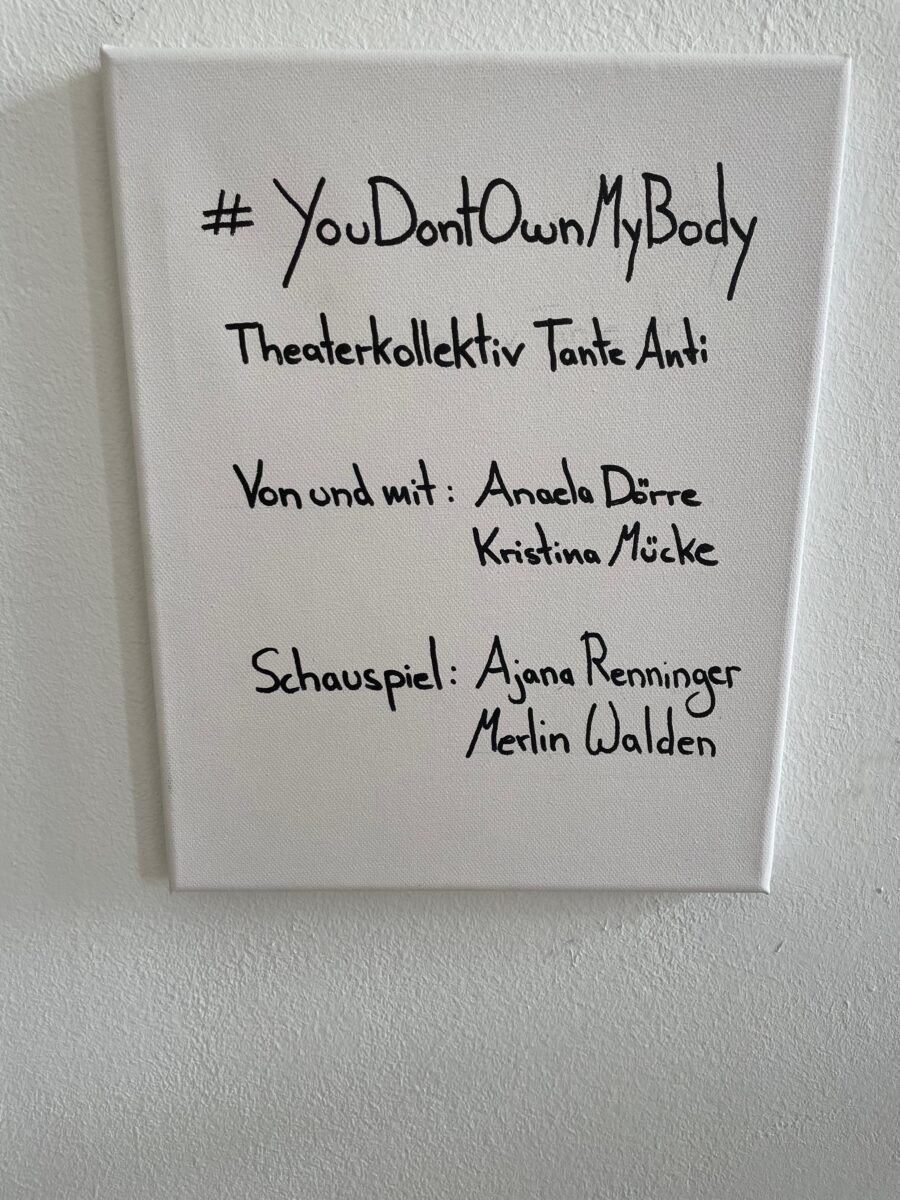 #YouDontOwnMyBody
Theaterkollektiv Tante Anti
Von und mit: Anaela Dörre
Kristina Mücke
Schauspiel: Ajana Renninger
Merlin Walden